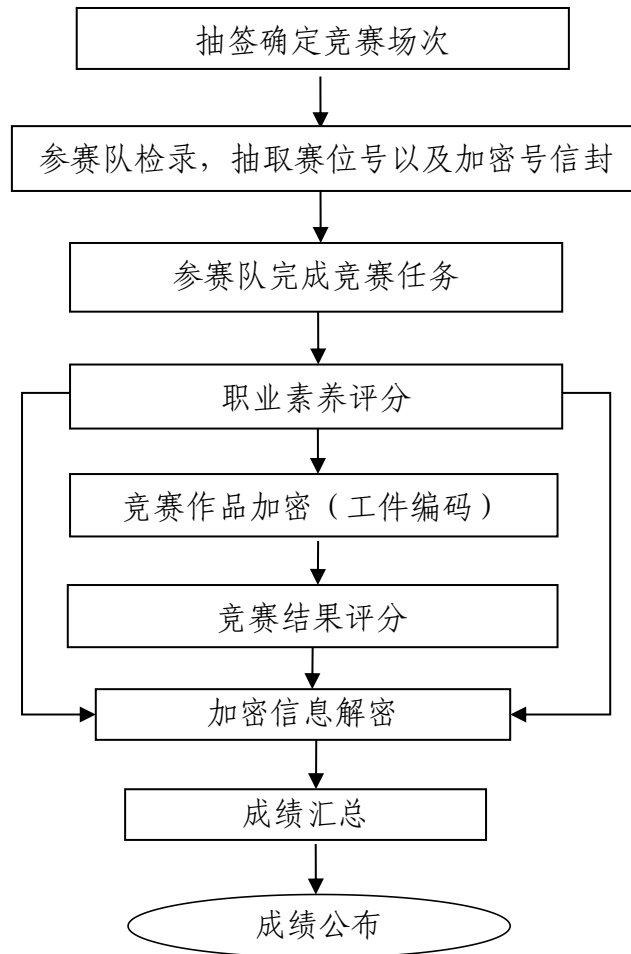 抽签确定竞赛场次
参赛队检录，抽取赛位号以及加密号信封
参赛队完成竞赛任务
职业素养评分
竞赛作品加密（工件编码）
竞赛结果评分
加密信息解密
成绩汇总
成绩公布